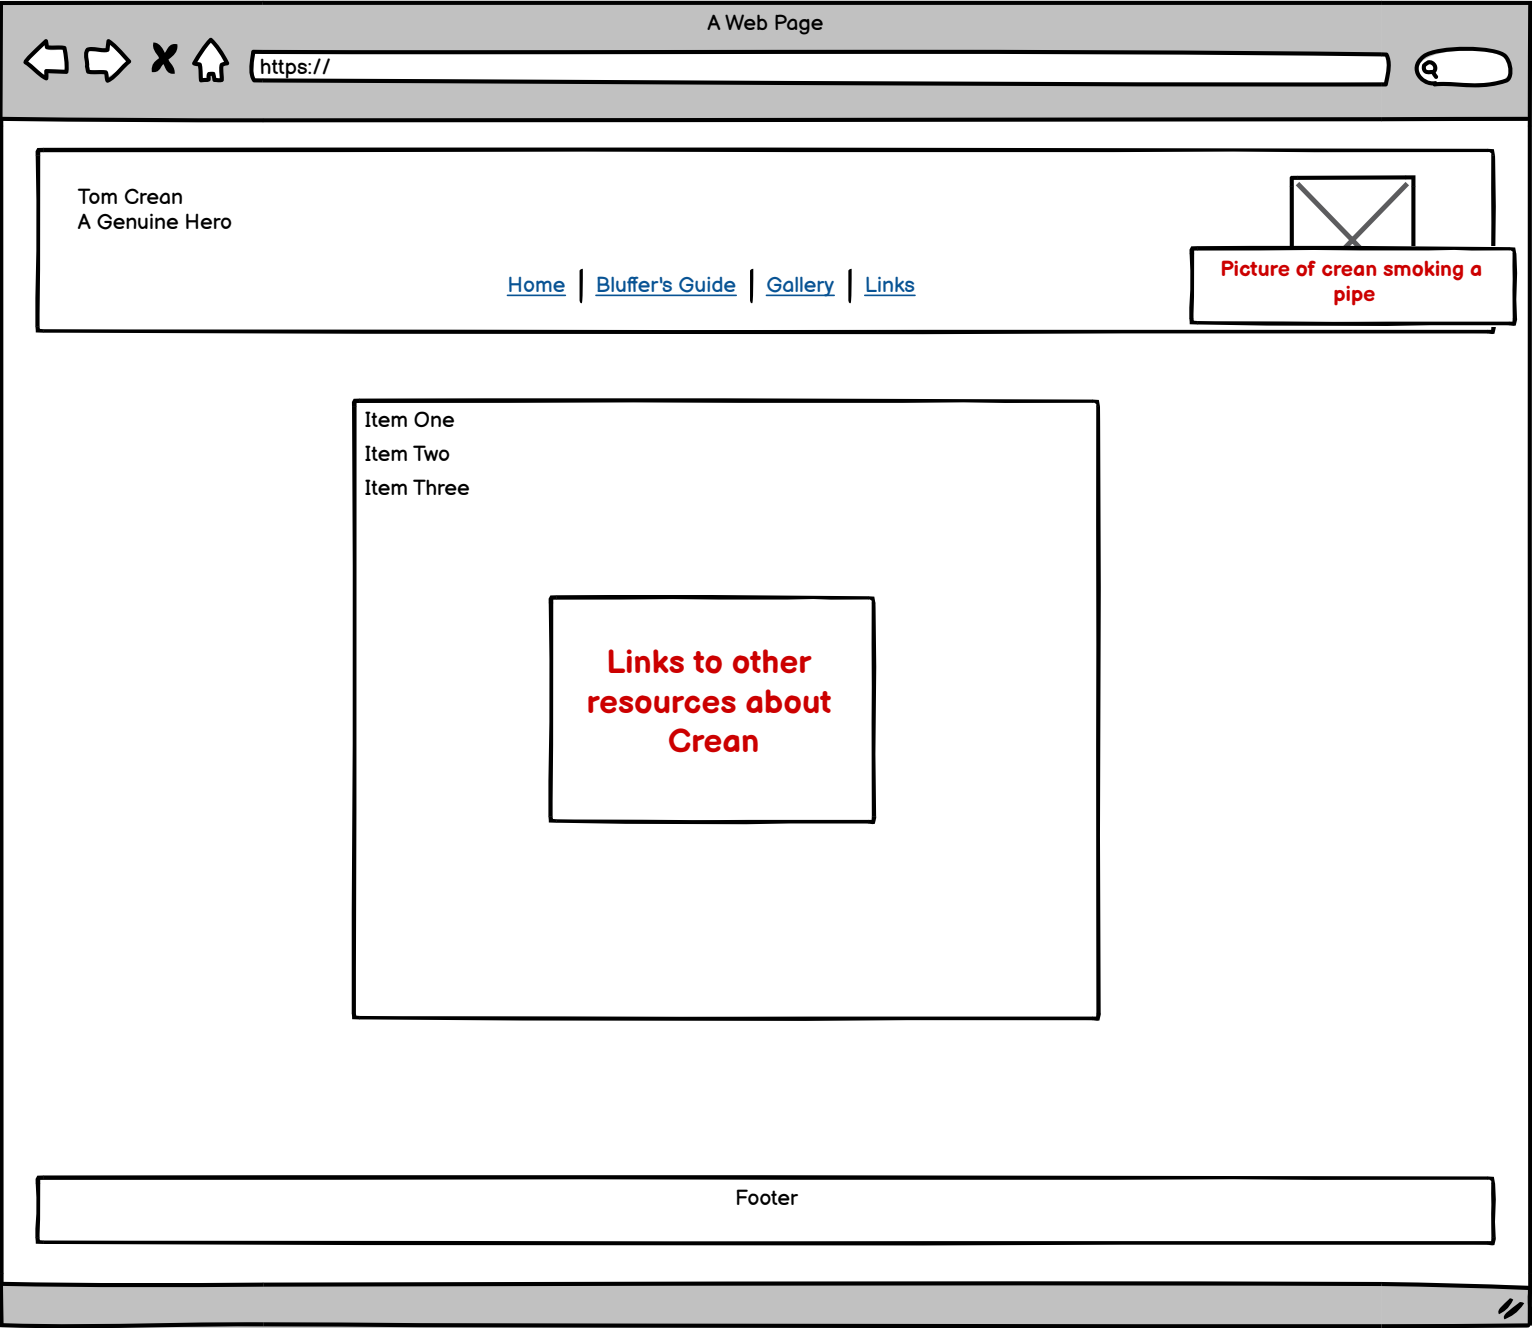 A Web Page
https://
Tom Crean
A Genuine Hero
Home Bluffer's Guide Gallery Links
Picture of crean smoking a
pipe
Item One
Item Two
Item Three
Links to other
resources about
Crean
Footer